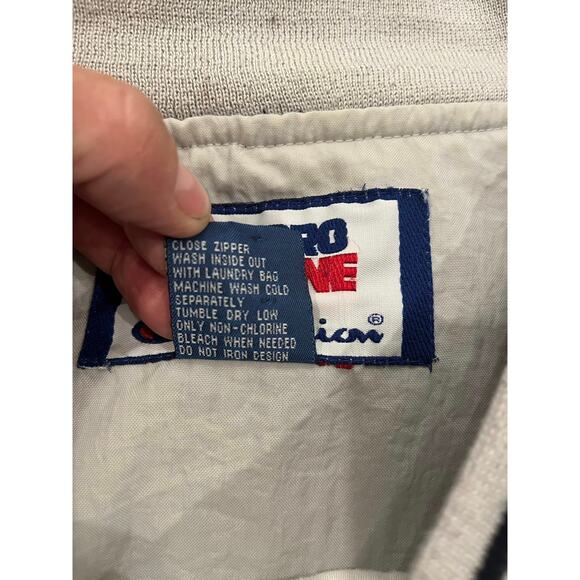 CLOSE ZIPPER
WASH INSIDE OUT
WITH LAUNDRY BAG
MACHINE WASH COLD
SEPARATELY
TUMBLE DRY LOW
ONLY NON-CHLORINE
BLEACH WHEN NEEDED
DO NOT IRON DESIGN